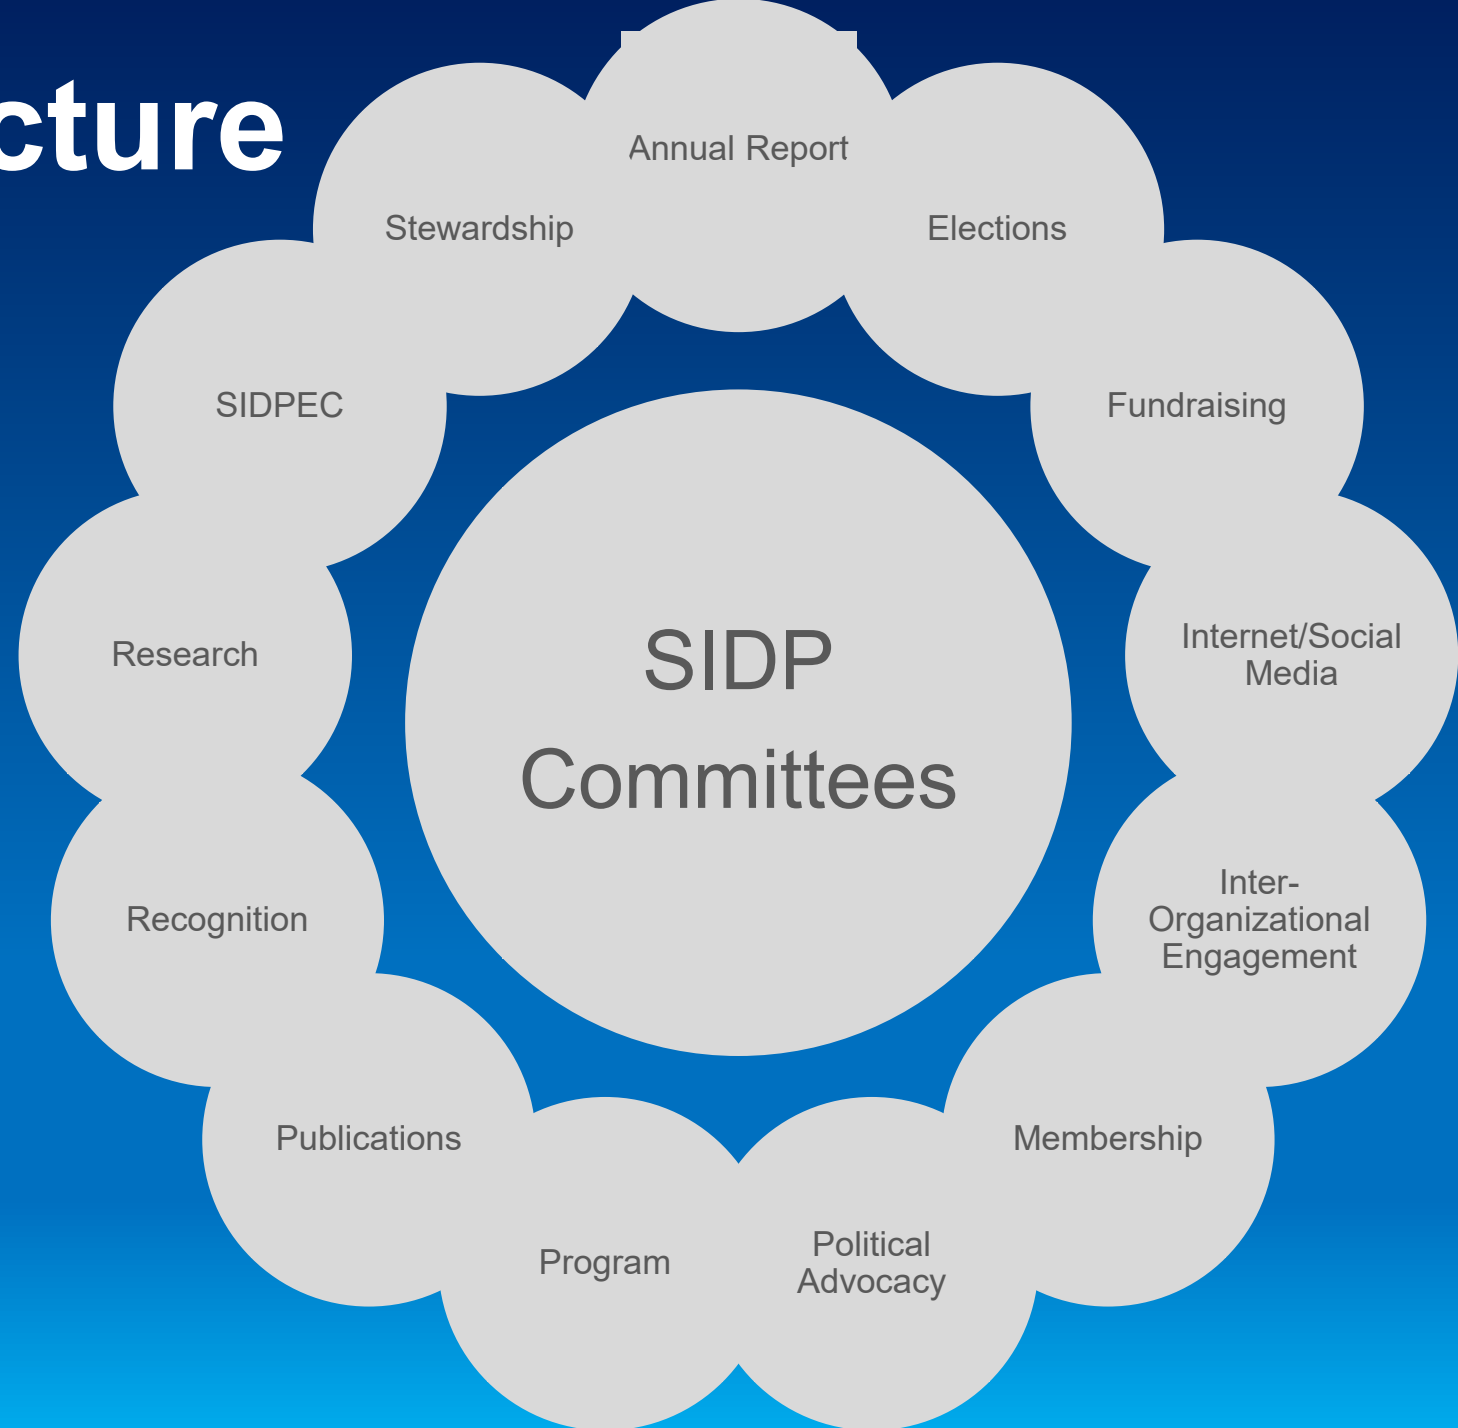 cture
Annual Report
Stewardship
Elections
SIDPEC
Fundraising
Research
Internet/Social
Media
SIDP
Committees
Recognition
Inter-
Organizational
Engagement
Publications
Membership
Program
Political
Advocacy